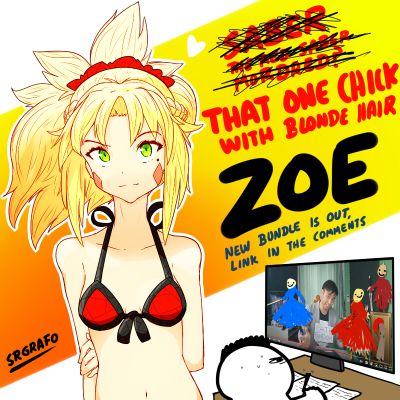 SABER
THAT ONE CHICK
WITH BLONDE HAIR
ZOE
NEW BUNDLE IS OUT,
LINK IN THE COMMENTS
SRGRAFO